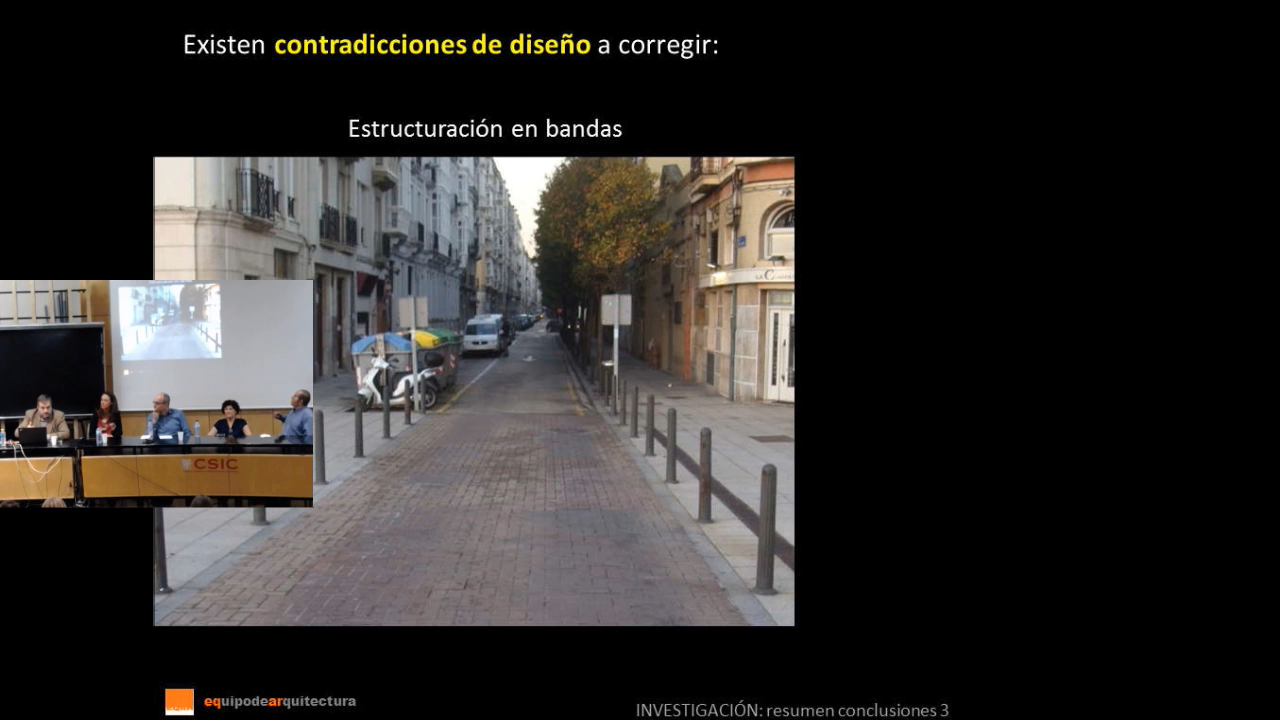 Existen contradicciones de diseño a corregir:
Estructuración en bandas
CSIC
equipodearquitectura
INVESTIGACIÓN: resumen conclusiones 3